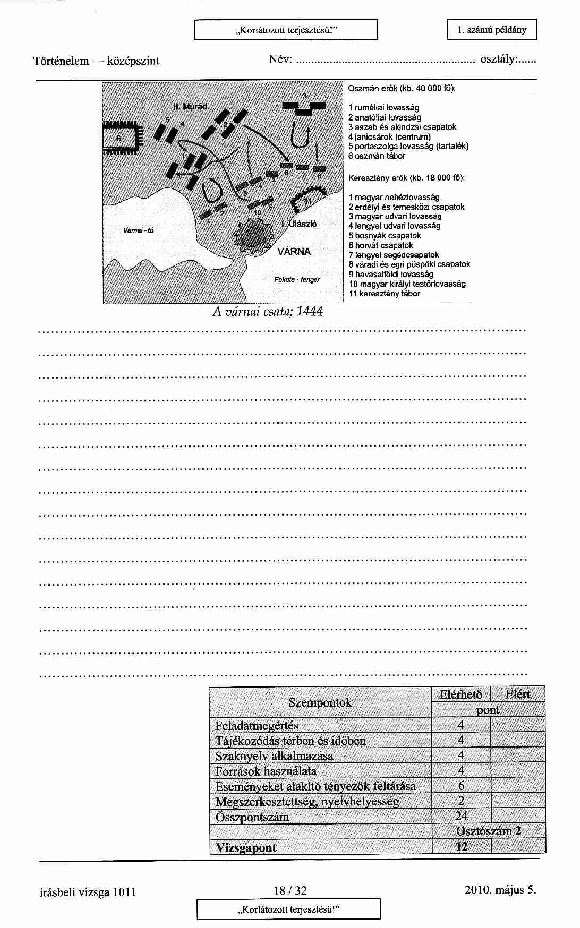 „Korlátozott terjesztésű!"
1. számú példány
Történelem — középszint
Név: ........................................................ osztály:......
Oszmán erők (kb. 40 000 fő):
1 ruméliai lovasság
2 anatóliai lovasság
3 aszab és akindzsi csapatok
4 janicsárok (centrum)
5 portaszolga lovasság (tartalék)
6 oszmán tábor
Keresztény erők (kb. 18 000 fő):
1 magyar nehézlovasság
2 erdélyi és temesközi csapatok
3 magyar udvari lovasság
4 lengyel udvari lovasság
5 bosnyák csapatok
6 horvát csapatok
7 lengyel segédcsapatok
8 váradi és egri püspöki csapatok
9 havasalföldi lovasság
10 magyar királyi testőrlovasság
11 keresztény tábor
II. Murád
6
I. Ulászló
Várnai-tó
VÁRNA
Fekete - tenger
A várnai csata; 1444
Szempontok
Elérhető
Elért
pont
Feladatmegértés 4
Tájékozódás térben és időben 4
Szaknyelv alkalmazása 4
Források használata 4
Eseményeket alakító tényezők feltárása 6
Megszerkesztettség, nyelvhelyesség 2
Összpontszám 24
Osztószám 2
Vizsgapont 12
írásbeli vizsga 1011
18 / 32
2010. május 5.
„Korlátozott terjesztésű!"